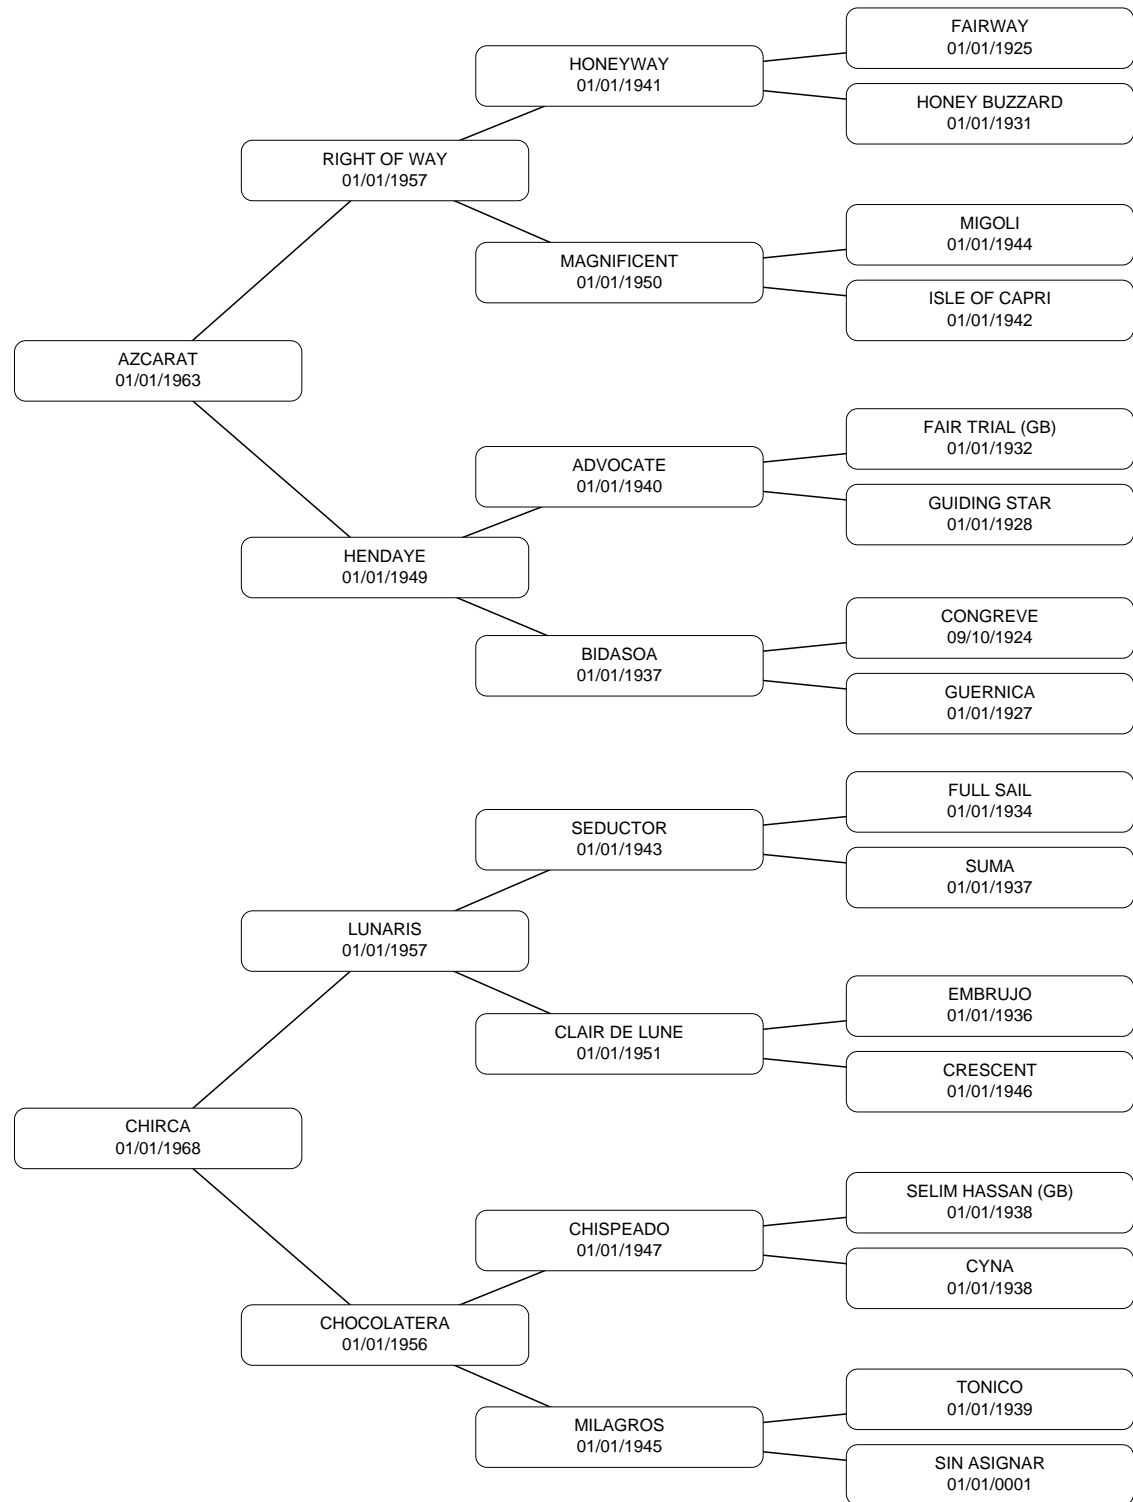 FAIRWAY
01/01/1925
HONEYWAY
01/01/1941
HONEY BUZZARD
01/01/1931
RIGHT OF WAY
01/01/1957
MIGOLI
01/01/1944
MAGNIFICENT
01/01/1950
ISLE OF CAPRI
01/01/1942
AZCARAT
01/01/1963
FAIR TRIAL (GB)
01/01/1932
ADVOCATE
01/01/1940
GUIDING STAR
01/01/1928
HENDAYE
01/01/1949
CONGREVE
09/10/1924
BIDASOA
01/01/1937
GUERNICA
01/01/1927
FULL SAIL
01/01/1934
SEDUCTOR
01/01/1943
SUMA
01/01/1937
LUNARIS
01/01/1957
EMBRUJO
01/01/1936
CLAIR DE LUNE
01/01/1951
CRESCENT
01/01/1946
CHIRCA
01/01/1968
SELIM HASSAN (GB)
01/01/1938
CHISPEADO
01/01/1947
CYNA
01/01/1938
CHOCOLATERA
01/01/1956
TONICO
01/01/1939
MILAGROS
01/01/1945
SIN ASIGNAR
01/01/0001